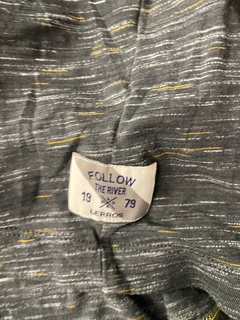 FOLLOW
THE RIVER
19 79
LERROS